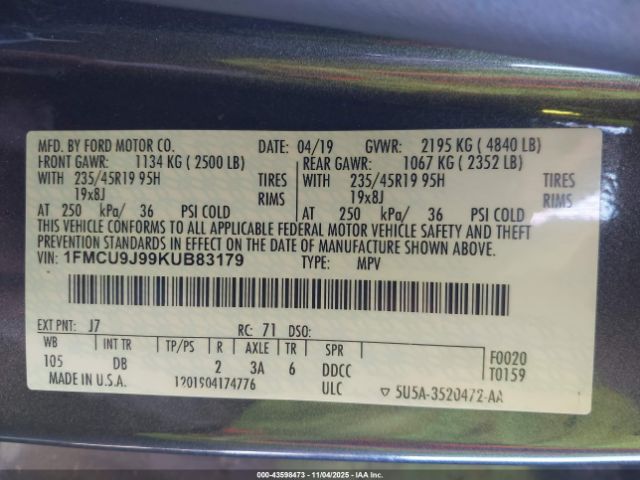 MFD. BY FORD MOTOR CO. DATE: 04/19 GVWR: 2195 KG ( 4840 LB)
FRONT GAWR: 1134 KG ( 2500 LB) REAR GAWR: 1067 KG ( 2352 LB)
WITH 235/45R19 95H TIRES WITH 235/45R19 95H TIRES
19x8J RIMS 19x8J RIMS
AT 250 kPa/ 36 PSI COLD AT 250 kPa/ 36 PSI COLD
THIS VEHICLE CONFORMS TO ALL APPLICABLE FEDERAL MOTOR VEHICLE SAFETY AND THEFT
PREVENTION STANDARDS IN EFFECT ON THE DATE OF MANUFACTURE SHOWN ABOVE.
VIN: 1FMCU9J99KUB83179 TYPE: MPV
EXT PNT: J7 RC: 71 DSO:
WB INT TR TP/PS R AXLE TR SPR F0020
105 DB 2 3A 6 DDCC T0159
MADE IN U.S.A. 1201904174776 ULC ▽ 5U5A-3520472-AA
000-43598473 - 11/04/2025 - IAAI, Inc.